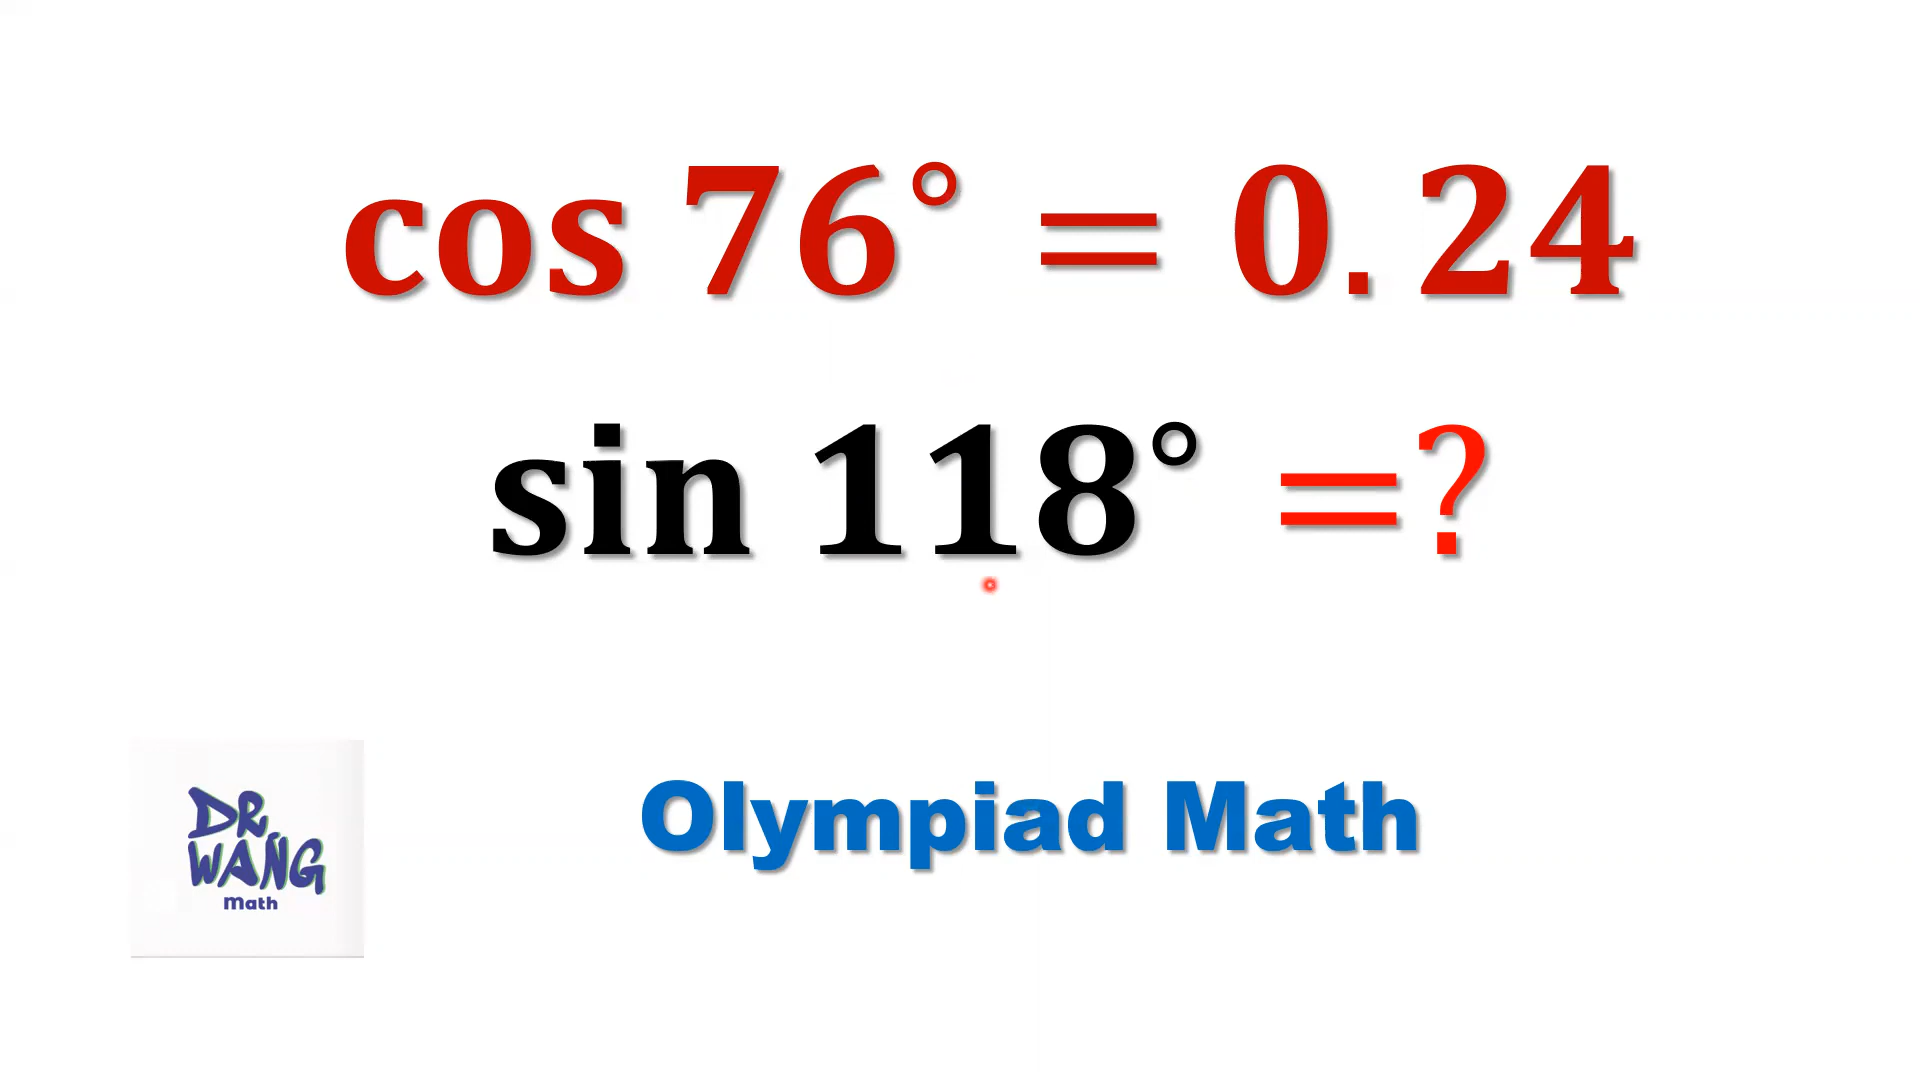 cos 76° = 0.24
sin 118° =?
Olympiad Math
DR
WANG
Math